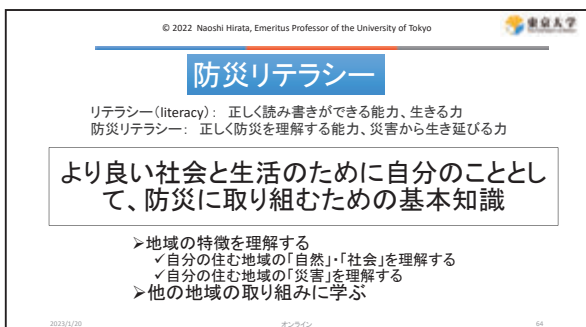 © 2022 Naoshi Hirata, Emeritus Professor of the University of Tokyo
東京大学
防災リテラシー
リテラシー(literacy)： 正しく読み書きができる能力、生きる力
防災リテラシー： 正しく防災を理解する能力、災害から生き延びる力
より良い社会と生活のために自分のこととし
て、防災に取り組むための基本知識
➢地域の特徴を理解する
✓自分の住む地域の「自然」・「社会」を理解する
✓自分の住む地域の「災害」を理解する
➢他の地域の取り組みに学ぶ
2023/1/20
オンライン
64